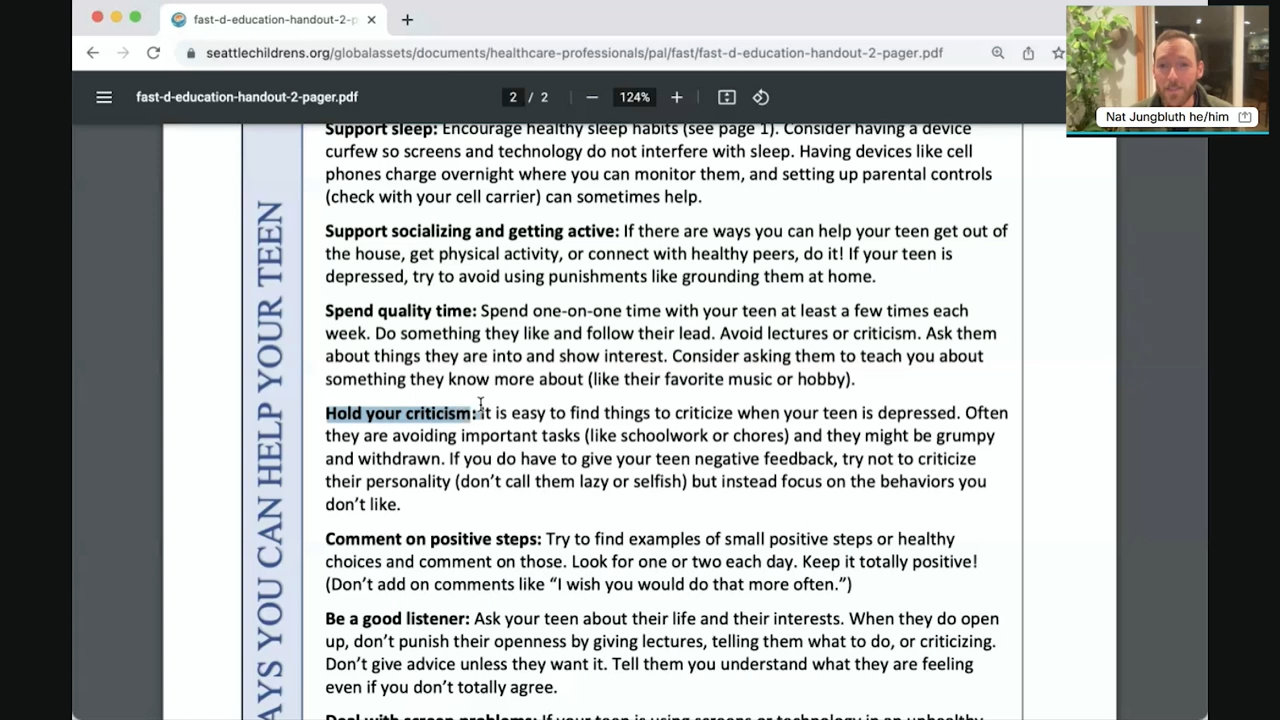 fast-d-education-handout-2-p
seattlechildrens.org/globalassets/documents/healthcare-professionals/pal/fast/fast-d-education-handout-2-pager.pdf
fast-d-education-handout-2-pager.pdf
2 / 2
124%
Nat Jungbluth he/him
AYS YOU CAN HELP YOUR TEEN
Support sleep: Encourage healthy sleep habits (see page 1). Consider having a device
curfew so screens and technology do not interfere with sleep. Having devices like cell
phones charge overnight where you can monitor them, and setting up parental controls
(check with your cell carrier) can sometimes help.
Support socializing and getting active: If there are ways you can help your teen get out of
the house, get physical activity, or connect with healthy peers, do it! If your teen is
depressed, try to avoid using punishments like grounding them at home.
Spend quality time: Spend one-on-one time with your teen at least a few times each
week. Do something they like and follow their lead. Avoid lectures or criticism. Ask them
about things they are into and show interest. Consider asking them to teach you about
something they know more about (like their favorite music or hobby).
Hold your criticism: It is easy to find things to criticize when your teen is depressed. Often
they are avoiding important tasks (like schoolwork or chores) and they might be grumpy
and withdrawn. If you do have to give your teen negative feedback, try not to criticize
their personality (don't call them lazy or selfish) but instead focus on the behaviors you
don't like.
Comment on positive steps: Try to find examples of small positive steps or healthy
choices and comment on those. Look for one or two each day. Keep it totally positive!
(Don't add on comments like "I wish you would do that more often.")
Be a good listener: Ask your teen about their life and their interests. When they do open
up, don't punish their openness by giving lectures, telling them what to do, or criticizing.
Don't give advice unless they want it. Tell them you understand what they are feeling
even if you don't totally agree.
Deal with screen problems: If your teen is using screens or technology in an unhealthy